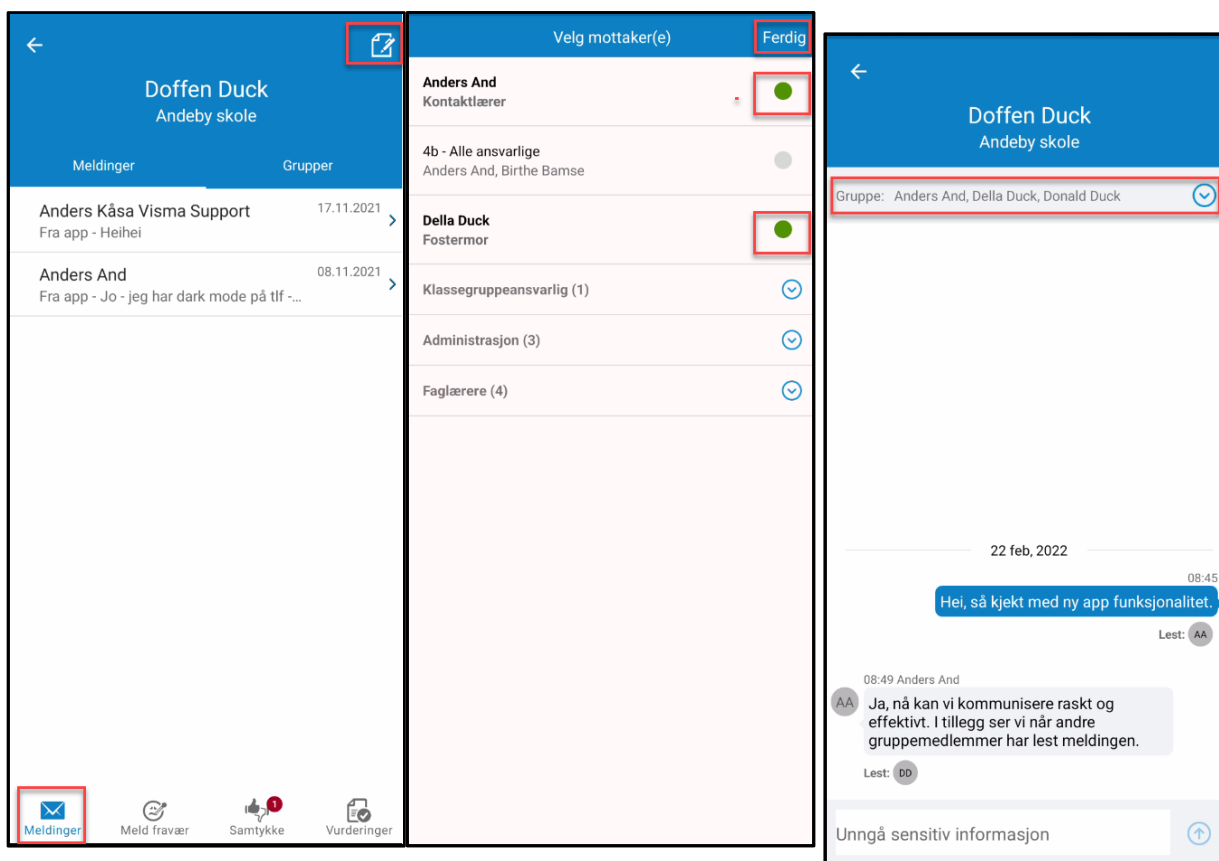 Doffen Duck
Andeby skole
Meldinger Grupper
Anders Kåsa Visma Support 17.11.2021
Fra app - Heihei
Anders And 08.11.2021
Fra app - Jo - jeg har dark mode på tlf -...
1
Meldinger Meld fravær Samtykke Vurderinger
Velg mottaker(e) Ferdig
Anders And
Kontaktlærer
4b - Alle ansvarlige
Anders And, Birthe Bamse
Della Duck
Fostermor
Klassegruppeansvarlig (1)
Administrasjon (3)
Faglærere (4)
Doffen Duck
Andeby skole
Gruppe: Anders And, Della Duck, Donald Duck
22 feb, 2022
08:45
Hei, så kjekt med ny app funksjonalitet.
Lest: AA
08:49 Anders And
AA Ja, nå kan vi kommunisere raskt og
effektivt. I tillegg ser vi når andre
gruppemedlemmer har lest meldingen.
Lest: DD
Unngå sensitiv informasjon